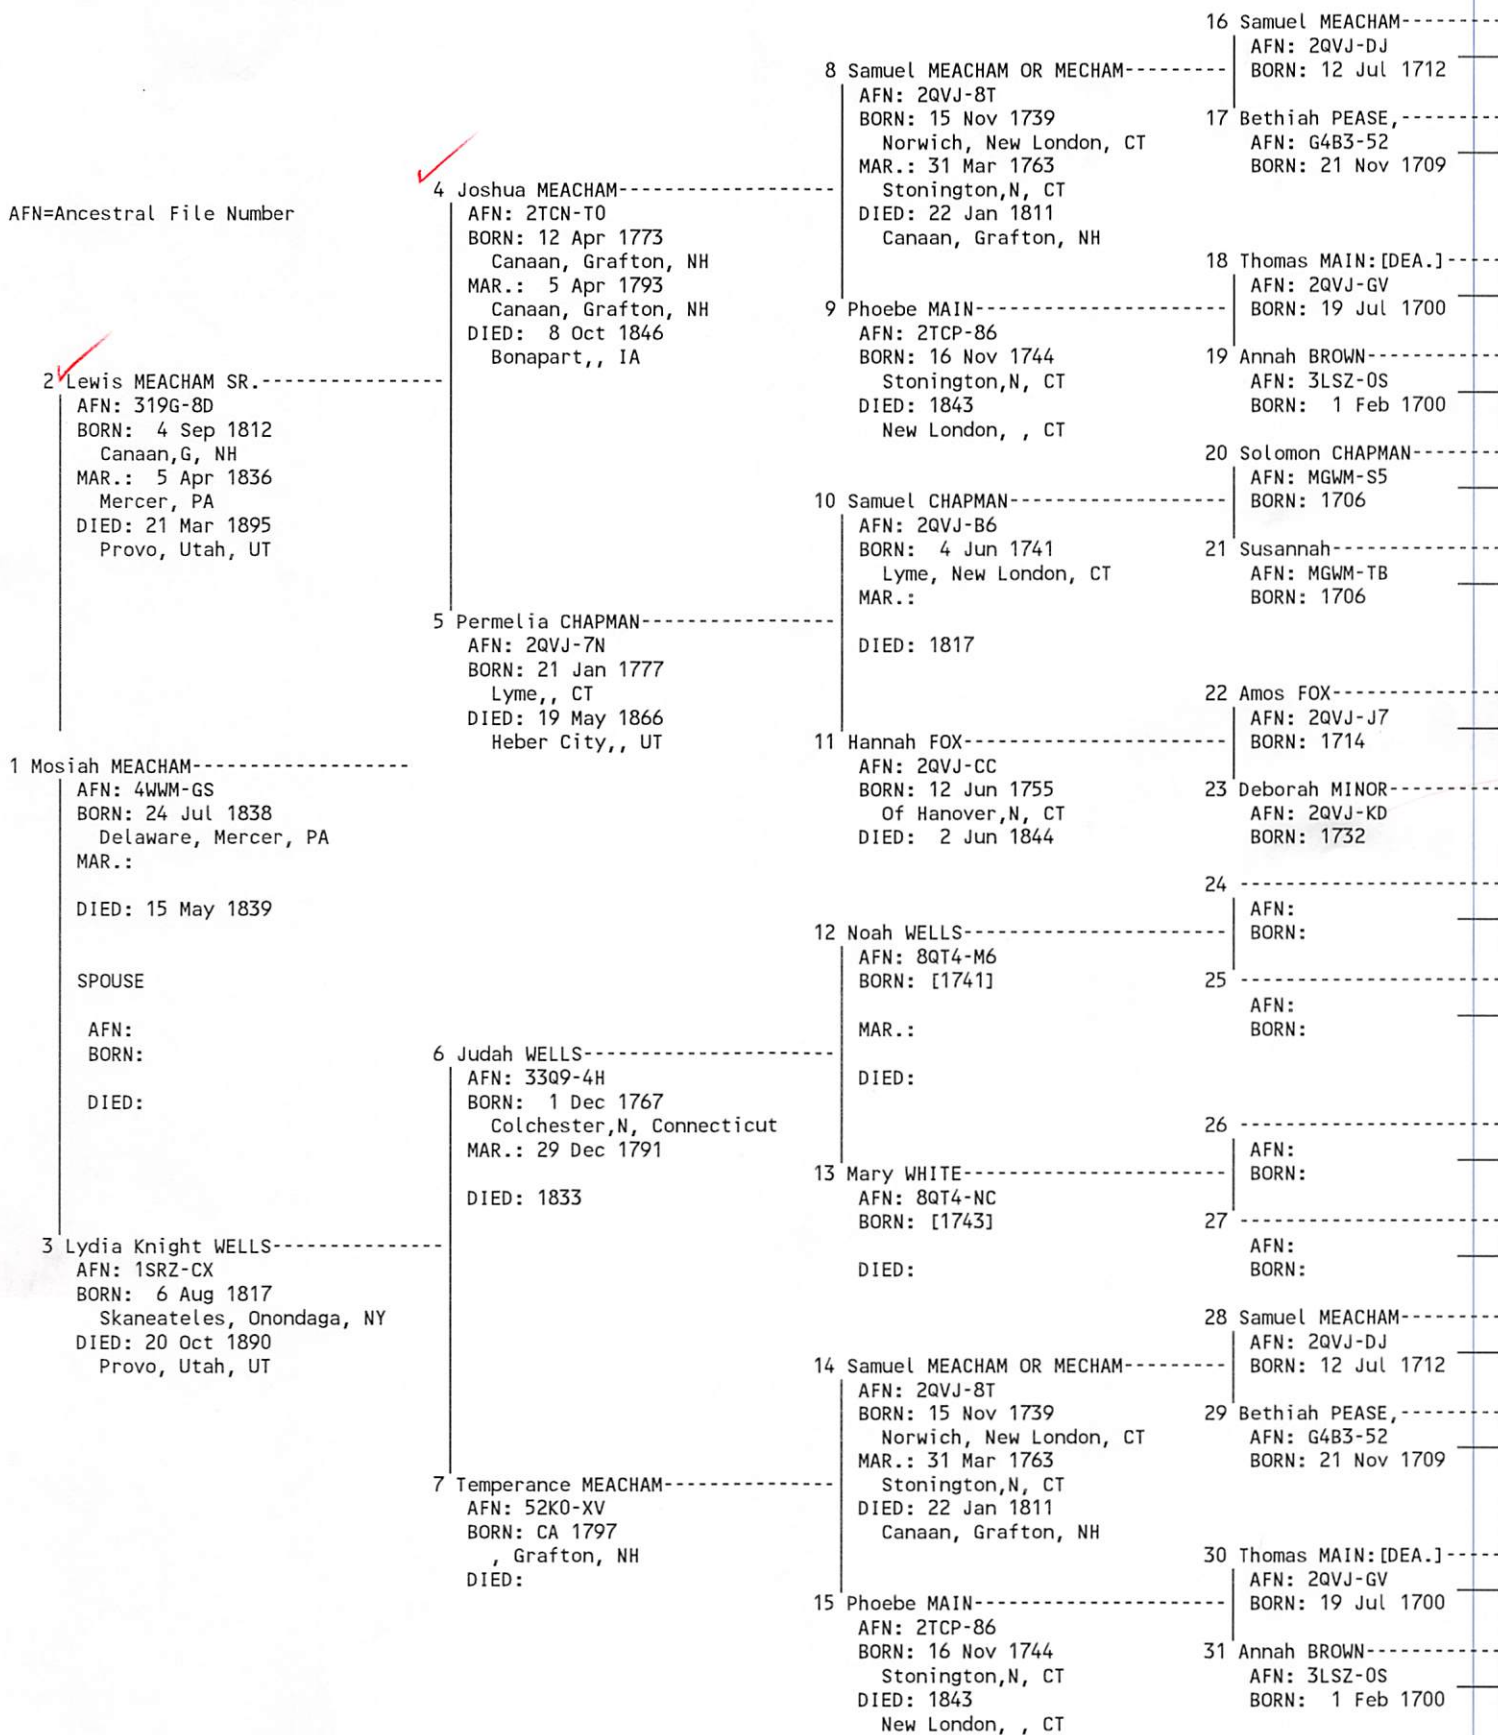 AFN=Ancestral File Number
1 Mosiah MEACHAM------------------
AFN: 4WWM-GS
BORN: 24 Jul 1838
Delaware, Mercer, PA
MAR.:
DIED: 15 May 1839
SPOUSE
AFN:
BORN:
DIED:
2 Lewis MEACHAM SR.---------------
AFN: 319G-8D
BORN:  4 Sep 1812
Canaan,G, NH
MAR.:  5 Apr 1836
Mercer, PA
DIED: 21 Mar 1895
Provo, Utah, UT
3 Lydia Knight WELLS--------------
AFN: 1SRZ-CX
BORN:  6 Aug 1817
Skaneateles, Onondaga, NY
DIED: 20 Oct 1890
Provo, Utah, UT
4 Joshua MEACHAM------------------
AFN: 2TCN-T0
BORN: 12 Apr 1773
Canaan, Grafton, NH
MAR.:  5 Apr 1793
Canaan, Grafton, NH
DIED:  8 Oct 1846
Bonapart,, IA
5 Permelia CHAPMAN----------------
AFN: 2QVJ-7N
BORN: 21 Jan 1777
Lyme,, CT
DIED: 19 May 1866
Heber City,, UT
6 Judah WELLS---------------------
AFN: 33Q9-4H
BORN:  1 Dec 1767
Colchester,N, Connecticut
MAR.: 29 Dec 1791
DIED: 1833
7 Temperance MEACHAM--------------
AFN: 52K0-XV
BORN: CA 1797
, Grafton, NH
DIED:
8 Samuel MEACHAM OR MECHAM--------
AFN: 2QVJ-8T
BORN: 15 Nov 1739
Norwich, New London, CT
MAR.: 31 Mar 1763
Stonington,N, CT
DIED: 22 Jan 1811
Canaan, Grafton, NH
9 Phoebe MAIN---------------------
AFN: 2TCP-86
BORN: 16 Nov 1744
Stonington,N, CT
DIED: 1843
New London, , CT
10 Samuel CHAPMAN------------------
AFN: 2QVJ-B6
BORN:  4 Jun 1741
Lyme, New London, CT
MAR.:
DIED: 1817
11 Hannah FOX----------------------
AFN: 2QVJ-CC
BORN: 12 Jun 1755
Of Hanover,N, CT
DIED:  2 Jun 1844
12 Noah WELLS----------------------
AFN: 8QT4-M6
BORN: [1741]
MAR.:
DIED:
13 Mary WHITE----------------------
AFN: 8QT4-NC
BORN: [1743]
DIED:
14 Samuel MEACHAM OR MECHAM--------
AFN: 2QVJ-8T
BORN: 15 Nov 1739
Norwich, New London, CT
MAR.: 31 Mar 1763
Stonington,N, CT
DIED: 22 Jan 1811
Canaan, Grafton, NH
15 Phoebe MAIN---------------------
AFN: 2TCP-86
BORN: 16 Nov 1744
Stonington,N, CT
DIED: 1843
New London, , CT
16 Samuel MEACHAM-------
AFN: 2QVJ-DJ
BORN: 12 Jul 1712
17 Bethiah PEASE,-------
AFN: G4B3-52
BORN: 21 Nov 1709
18 Thomas MAIN:[DEA.]----
AFN: 2QVJ-GV
BORN: 19 Jul 1700
19 Annah BROWN----------
AFN: 3LSZ-0S
BORN:  1 Feb 1700
20 Solomon CHAPMAN------
AFN: MGWM-S5
BORN: 1706
21 Susannah-------------
AFN: MGWM-TB
BORN: 1706
22 Amos FOX-------------
AFN: 2QVJ-J7
BORN: 1714
23 Deborah MINOR--------
AFN: 2QVJ-KD
BORN: 1732
24 ---------------------
AFN:
BORN:
25 ---------------------
AFN:
BORN:
26 ---------------------
AFN:
BORN:
27 ---------------------
AFN:
BORN:
28 Samuel MEACHAM-------
AFN: 2QVJ-DJ
BORN: 12 Jul 1712
29 Bethiah PEASE,-------
AFN: G4B3-52
BORN: 21 Nov 1709
30 Thomas MAIN:[DEA.]----
AFN: 2QVJ-GV
BORN: 19 Jul 1700
31 Annah BROWN----------
AFN: 3LSZ-0S
BORN:  1 Feb 1700